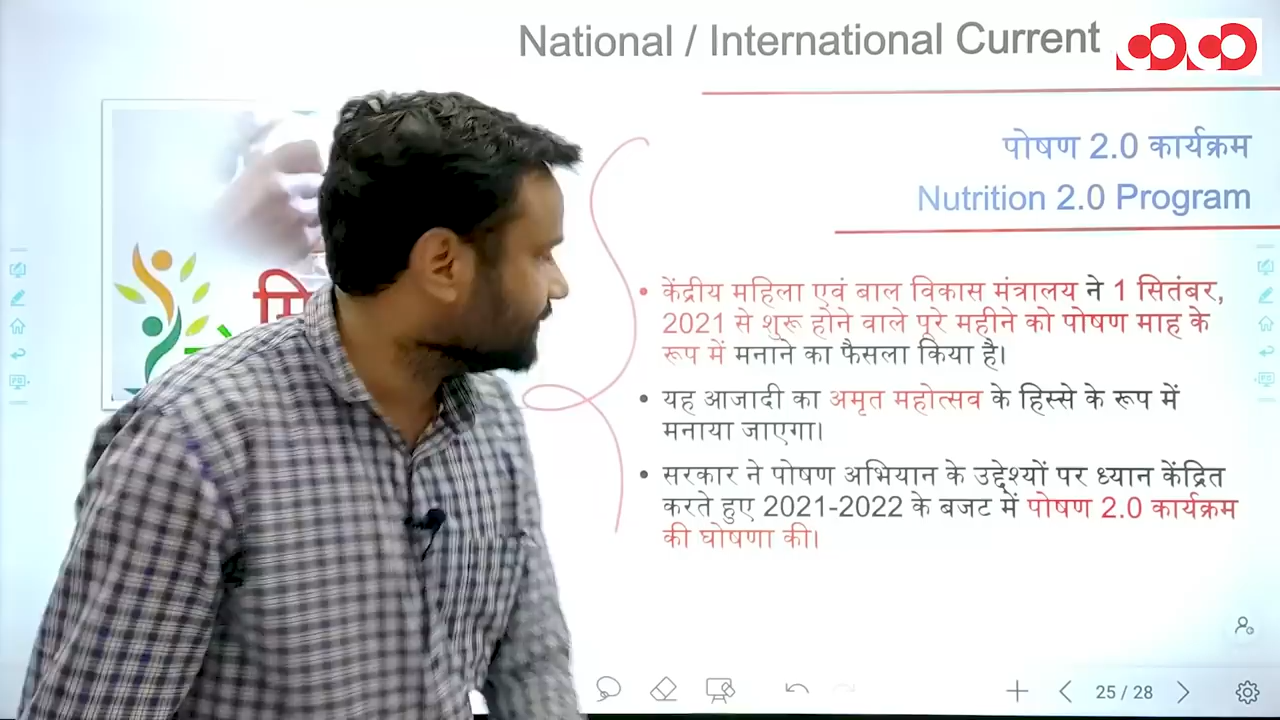 National / International Current
पोषण 2.0 कार्यक्रम
Nutrition 2.0 Program
• केंद्रीय महिला एवं बाल विकास मंत्रालय ने 1 सितंबर,
2021 से शुरू होने वाले पूरे महीने को पोषण माह के
रूप में मनाने का फैसला किया है।
• यह आजादी का अमृत महोत्सव के हिस्से के रूप में
मनाया जाएगा।
• सरकार ने पोषण अभियान के उद्देश्यों पर ध्यान केंद्रित
करते हुए 2021-2022 के बजट में पोषण 2.0 कार्यक्रम
की घोषणा की।
25 / 28